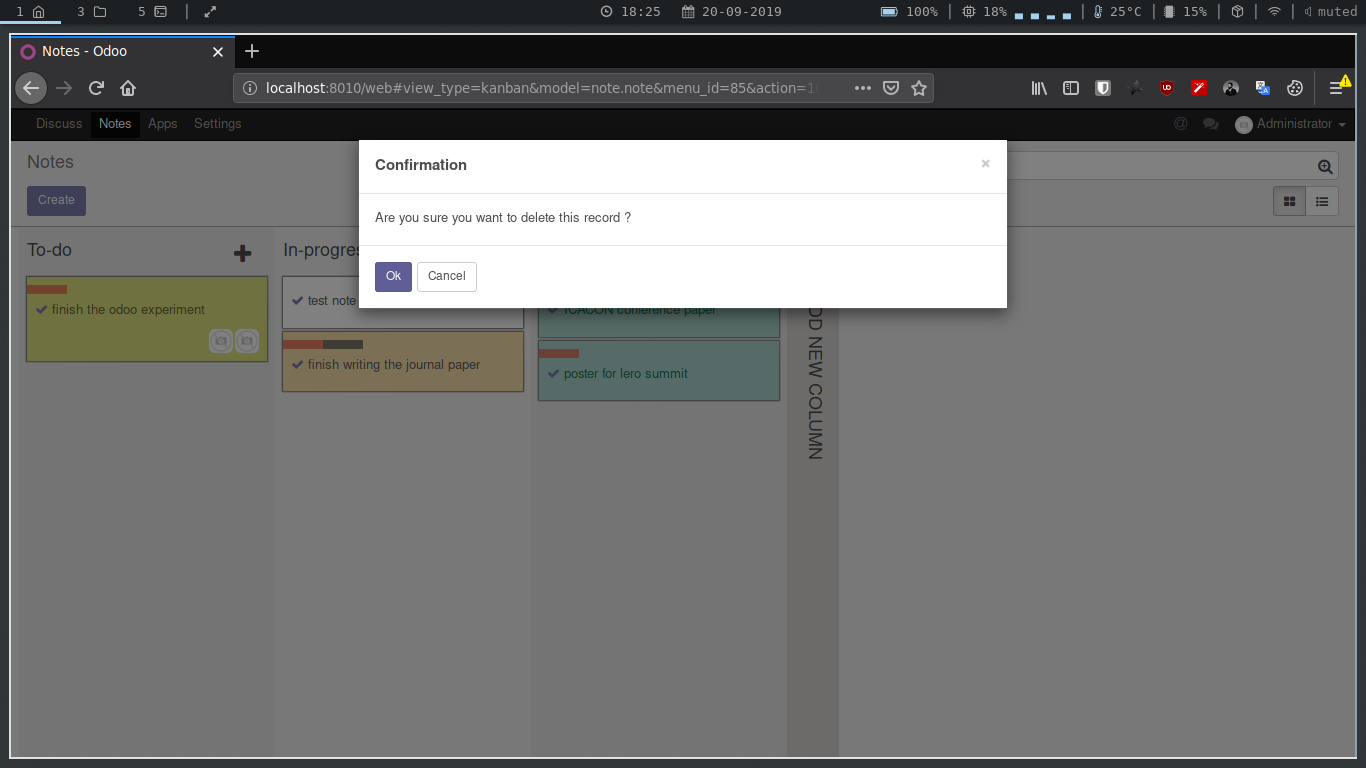 1 3 5 18:25 20-09-2019 100% 18% 25°C 15% muted
Notes - Odoo
localhost:8010/web#view_type=kanban&model=note.note&menu_id=85&action=1
Discuss Notes Apps Settings @ Administrator
Notes
Create
Confirmation ×
Are you sure you want to delete this record ?
Ok Cancel
To-do
finish the odoo experiment
In-progres
test note
finish writing the journal paper
ICACON conference paper
poster for lero summit
DD NEW COLUMN